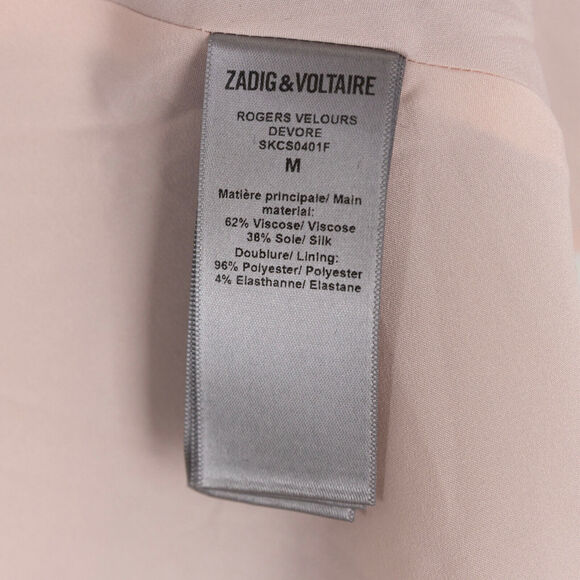 ZADIG&VOLTAIRE
ROGERS VELOURS
DEVORE
SKCS0401F
M
Matière principale/ Main
material:
62% Viscose/ Viscose
38% Soie/ Silk
Doublure/ Lining:
96% Polyester/ Polyester
4% Elasthanne/ Elastane